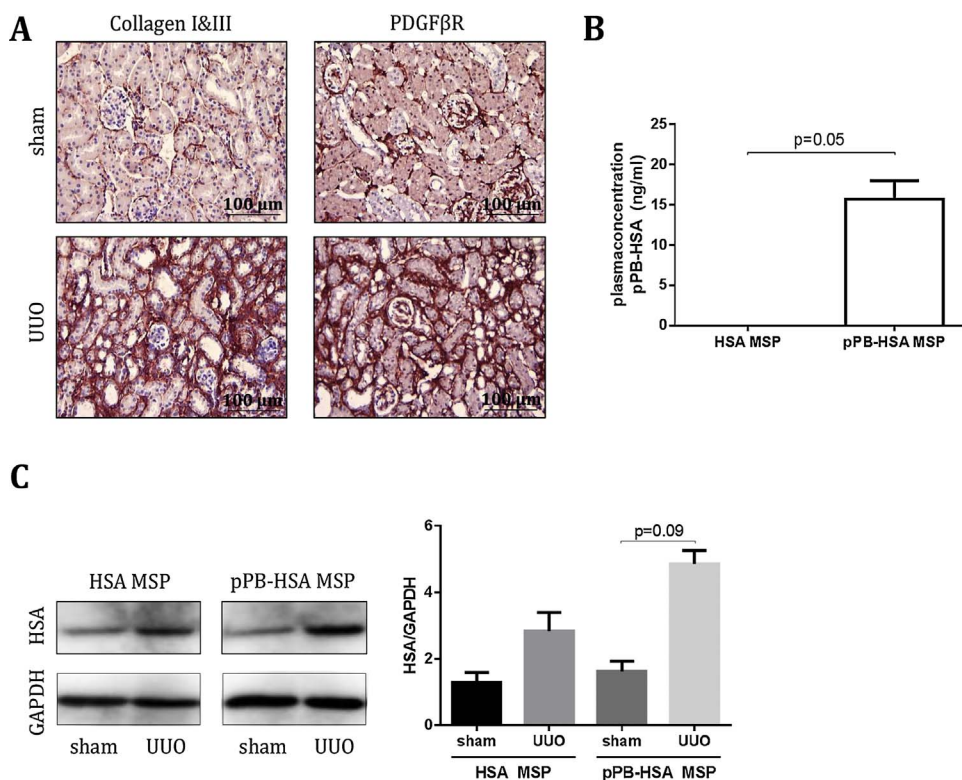 A
Collagen I&III
PDGFβR
sham
100 µm
100 µm
UUO
100 µm
100 µm
B
plasmaconcentration
pPB-HSA (ng/ml)
25
20
15
10
5
0
p=0.05
HSA MSP
pPB-HSA MSP
C
HSA MSP
pPB-HSA MSP
HSA
GAPDH
sham
UUO
sham
UUO
HSA/GAPDH
6
4
2
0
p=0.09
sham
UUO
sham
UUO
HSA MSP
pPB-HSA MSP